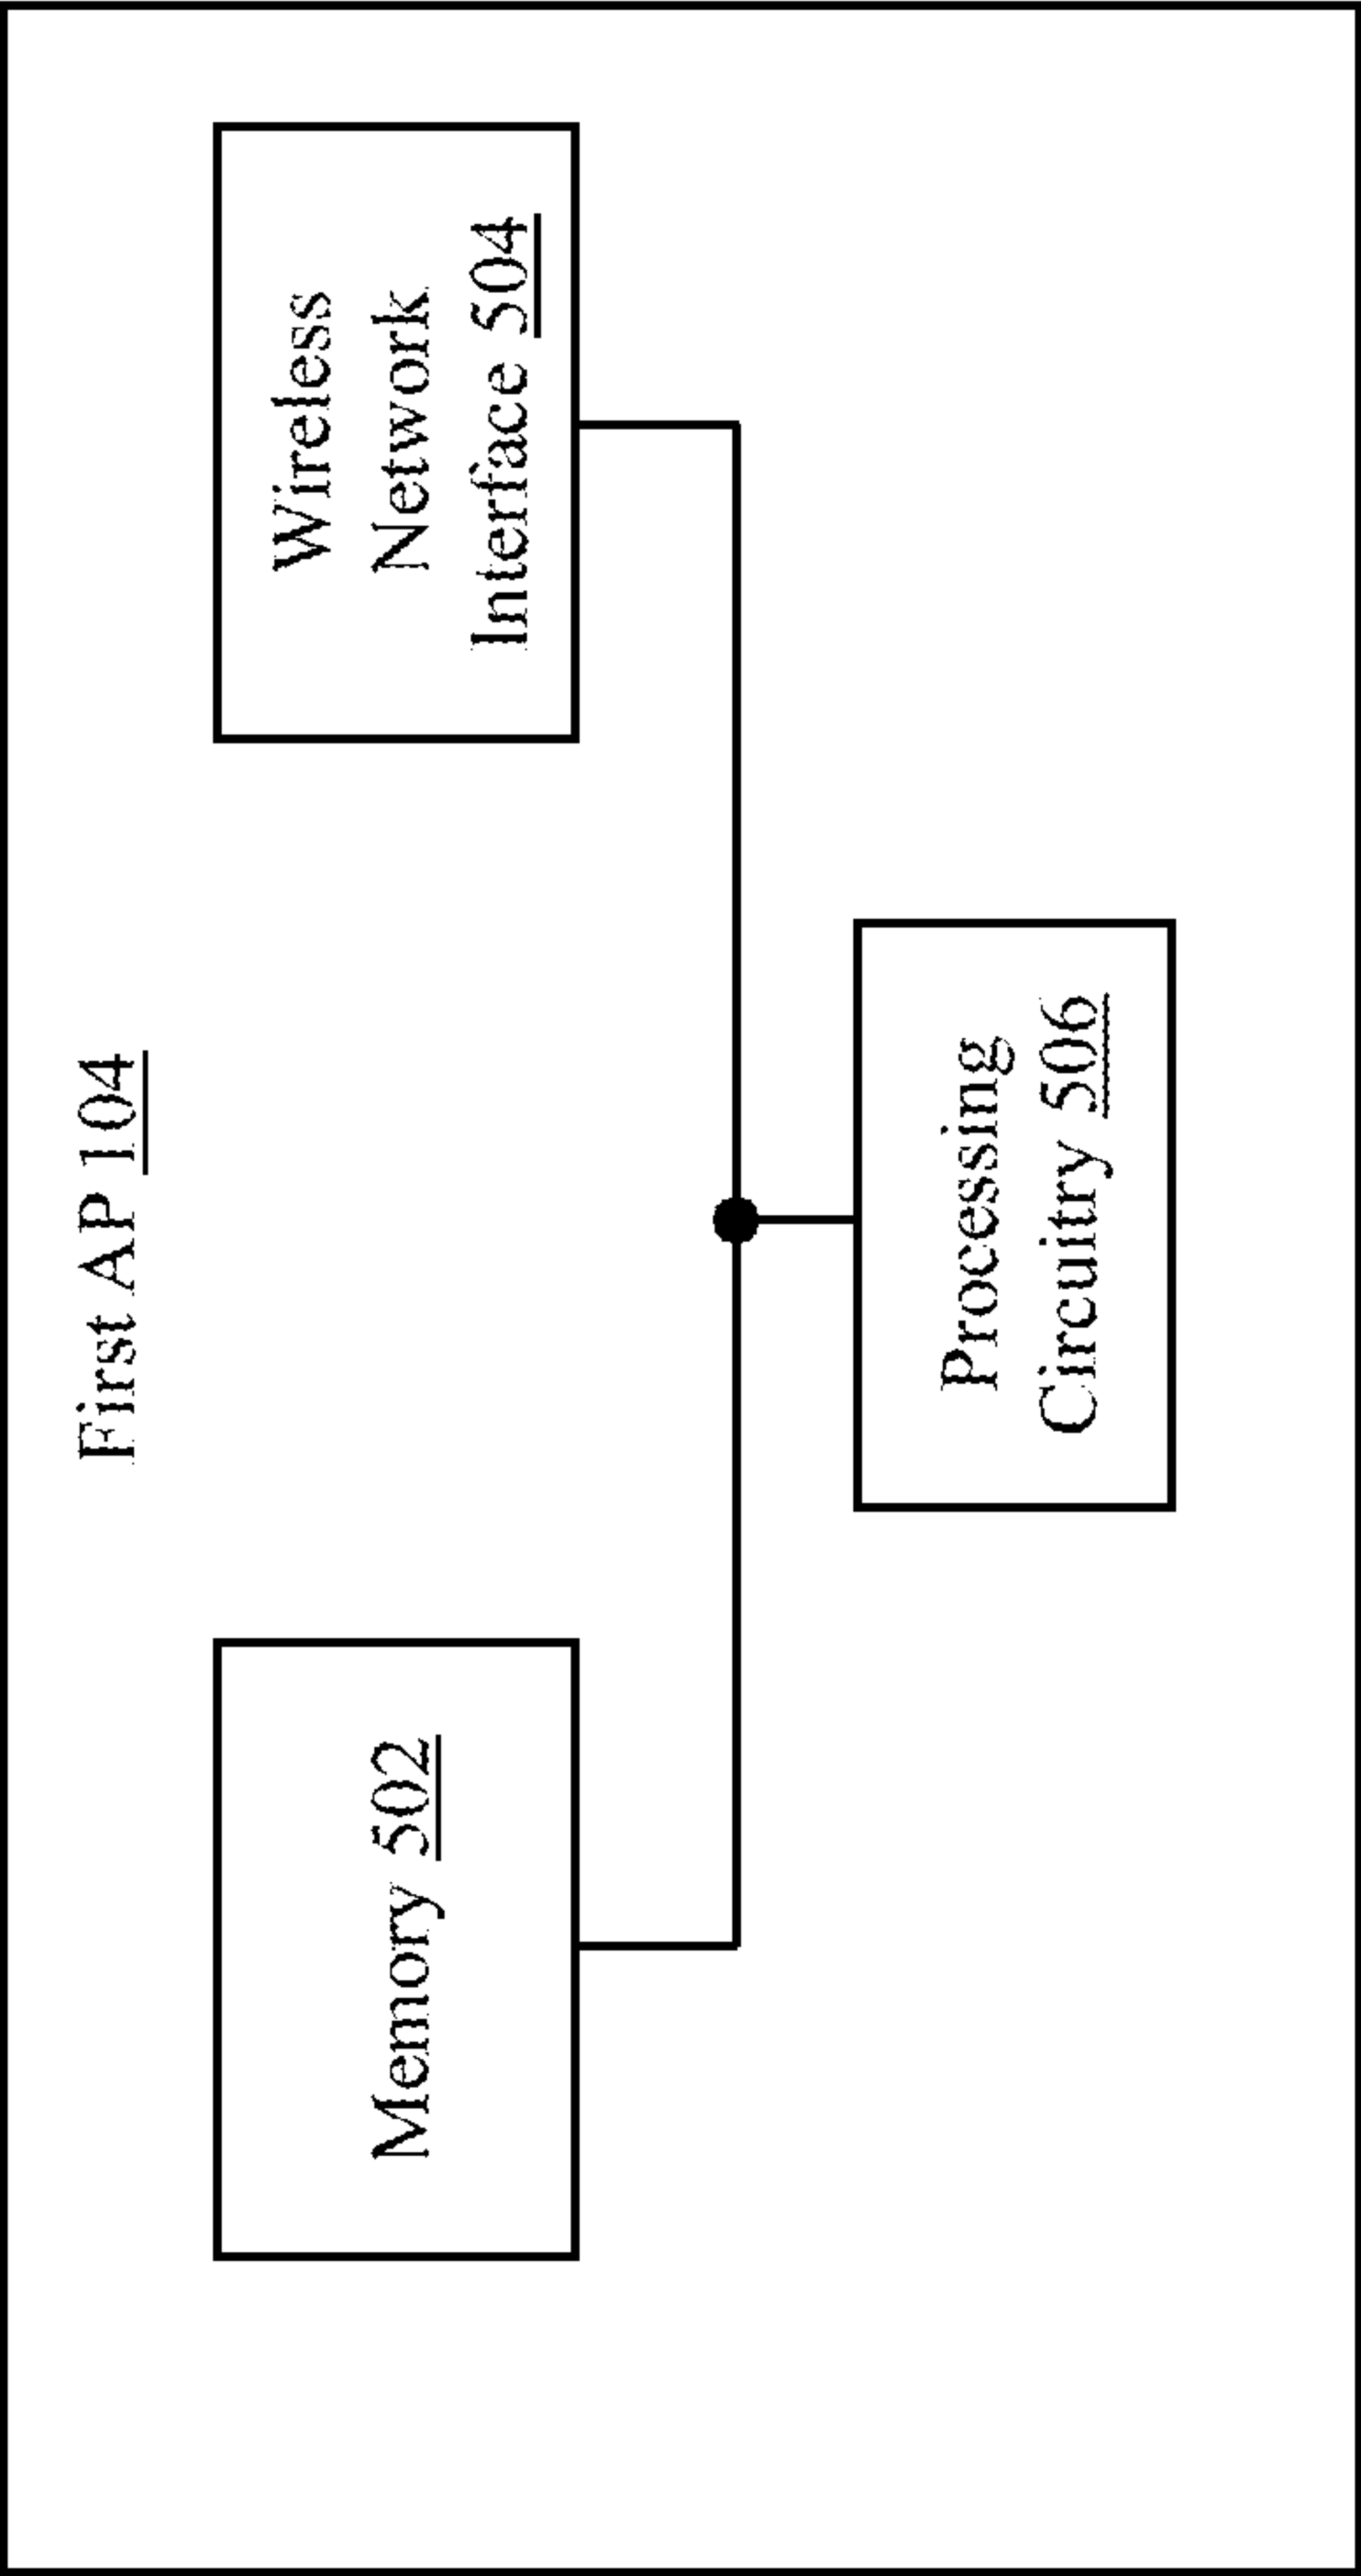 First AP 104
Memory 502
Wireless
Network
Interface 504
Processing
Circuitry 506